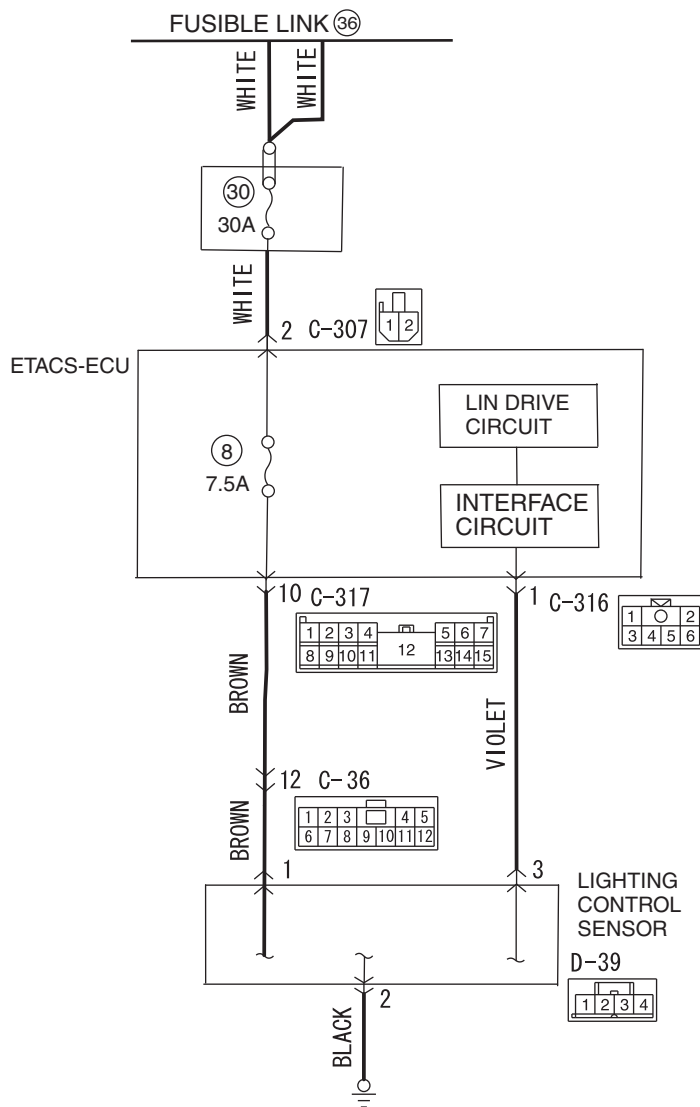 FUSIBLE LINK 36
WHITE
WHITE
30
30A
WHITE
2 C-307
1 2
ETACS-ECU
LIN DRIVE
CIRCUIT
8
7.5A
INTERFACE
CIRCUIT
10 C-317
1 2 3 4 5 6 7
8 9 10 11 12 13 14 15
1 C-316
1 2
3 4 5 6
BROWN
VIOLET
12 C-36
1 2 3 4 5
6 7 8 9 10 11 12
BROWN
1
3
LIGHTING
CONTROL
SENSOR
D-39
1 2 3 4
2
BLACK